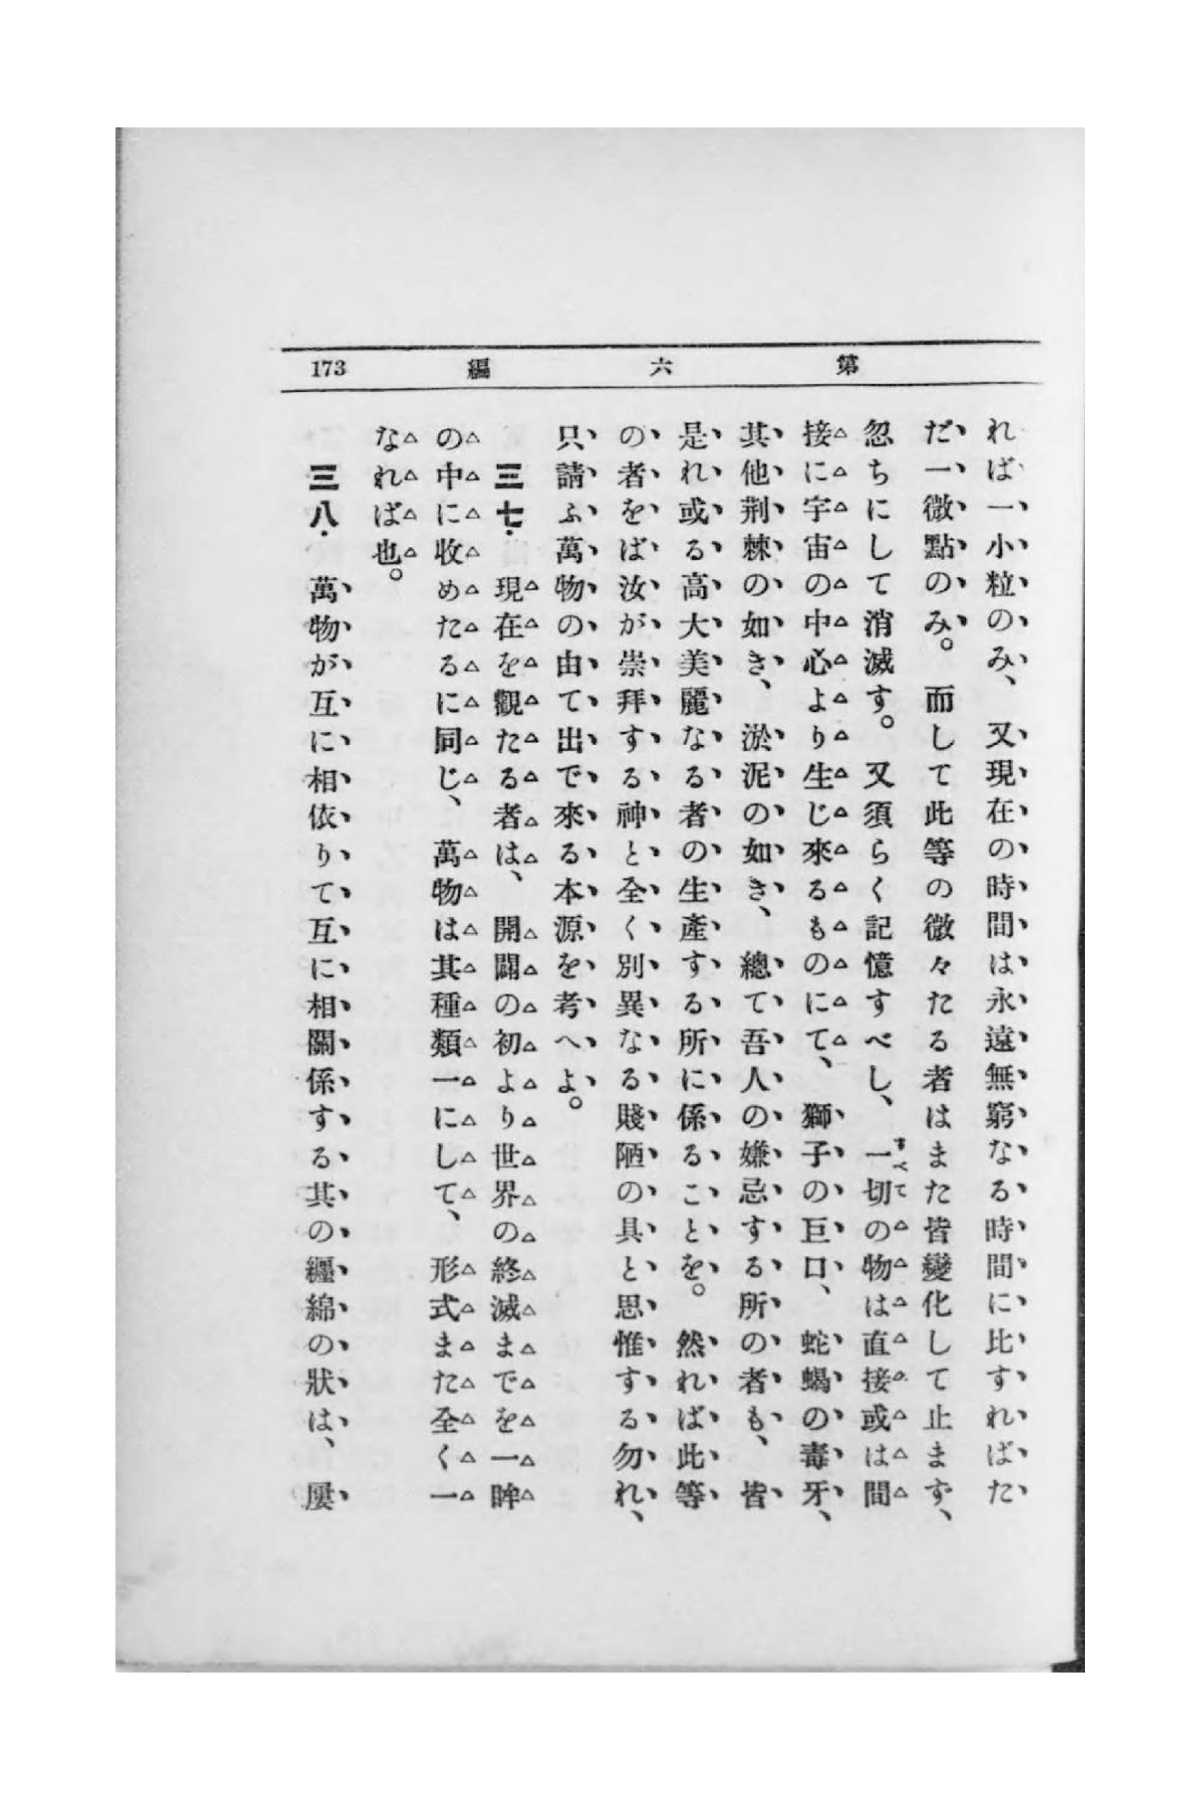 第六編 173
れば一小粒のみ、又現在の時間は永遠無窮なる時間に比すればた
だ一微點のみ。而して此等の微々たる者はまた皆變化して止まず、
忽ちにして消滅す。又須らく記憶すべし、一切の物は直接或は間
すべて
接に宇宙の中心より生じ來るものにて、獅子の巨口、蛇蝎の毒牙、
其他荆棘の如き、淤泥の如き、總て吾人の嫌忌する所の者も、皆
是れ或る高大美麗なる者の生產する所に係ることを。然れば此等
の者をば汝が崇拜する神と全く別異なる賤陋の具と思惟する勿れ、
只請ふ萬物の由て出で來る本源を考へよ。
三七. 現在を觀たる者は、開闢の初より世界の終滅までを一眸
の中に收めたるに同じ、萬物は其種類一にして、形式また全く一
なれば也。
三八. 萬物が互に相依りて互に相關係する其の纒綿の狀は、屢